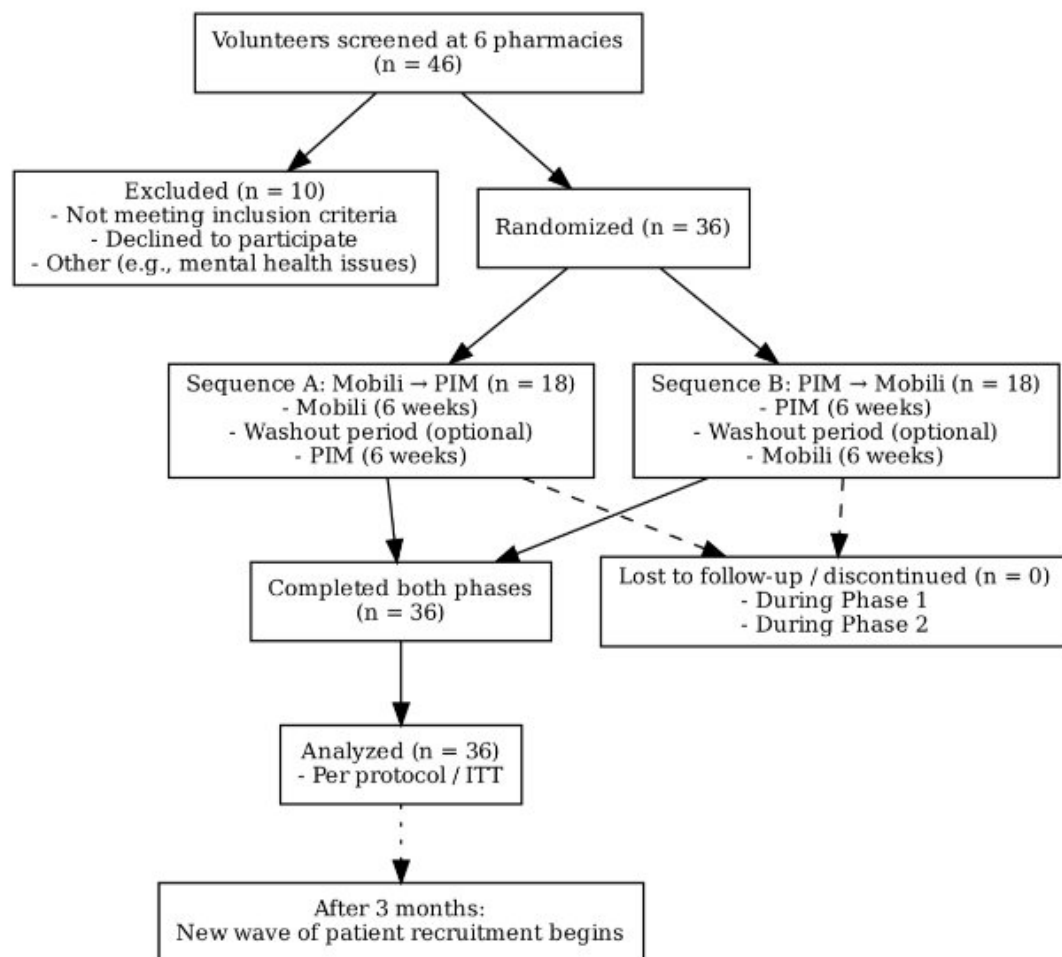 Volunteers screened at 6 pharmacies
(n = 46)
Excluded (n = 10)
- Not meeting inclusion criteria
- Declined to participate
- Other (e.g., mental health issues)
Randomized (n = 36)
Sequence A: Mobili → PIM (n = 18)
- Mobili (6 weeks)
- Washout period (optional)
- PIM (6 weeks)
Sequence B: PIM → Mobili (n = 18)
- PIM (6 weeks)
- Washout period (optional)
- Mobili (6 weeks)
Completed both phases
(n = 36)
Lost to follow-up / discontinued (n = 0)
- During Phase 1
- During Phase 2
Analyzed (n = 36)
- Per protocol / ITT
After 3 months:
New wave of patient recruitment begins